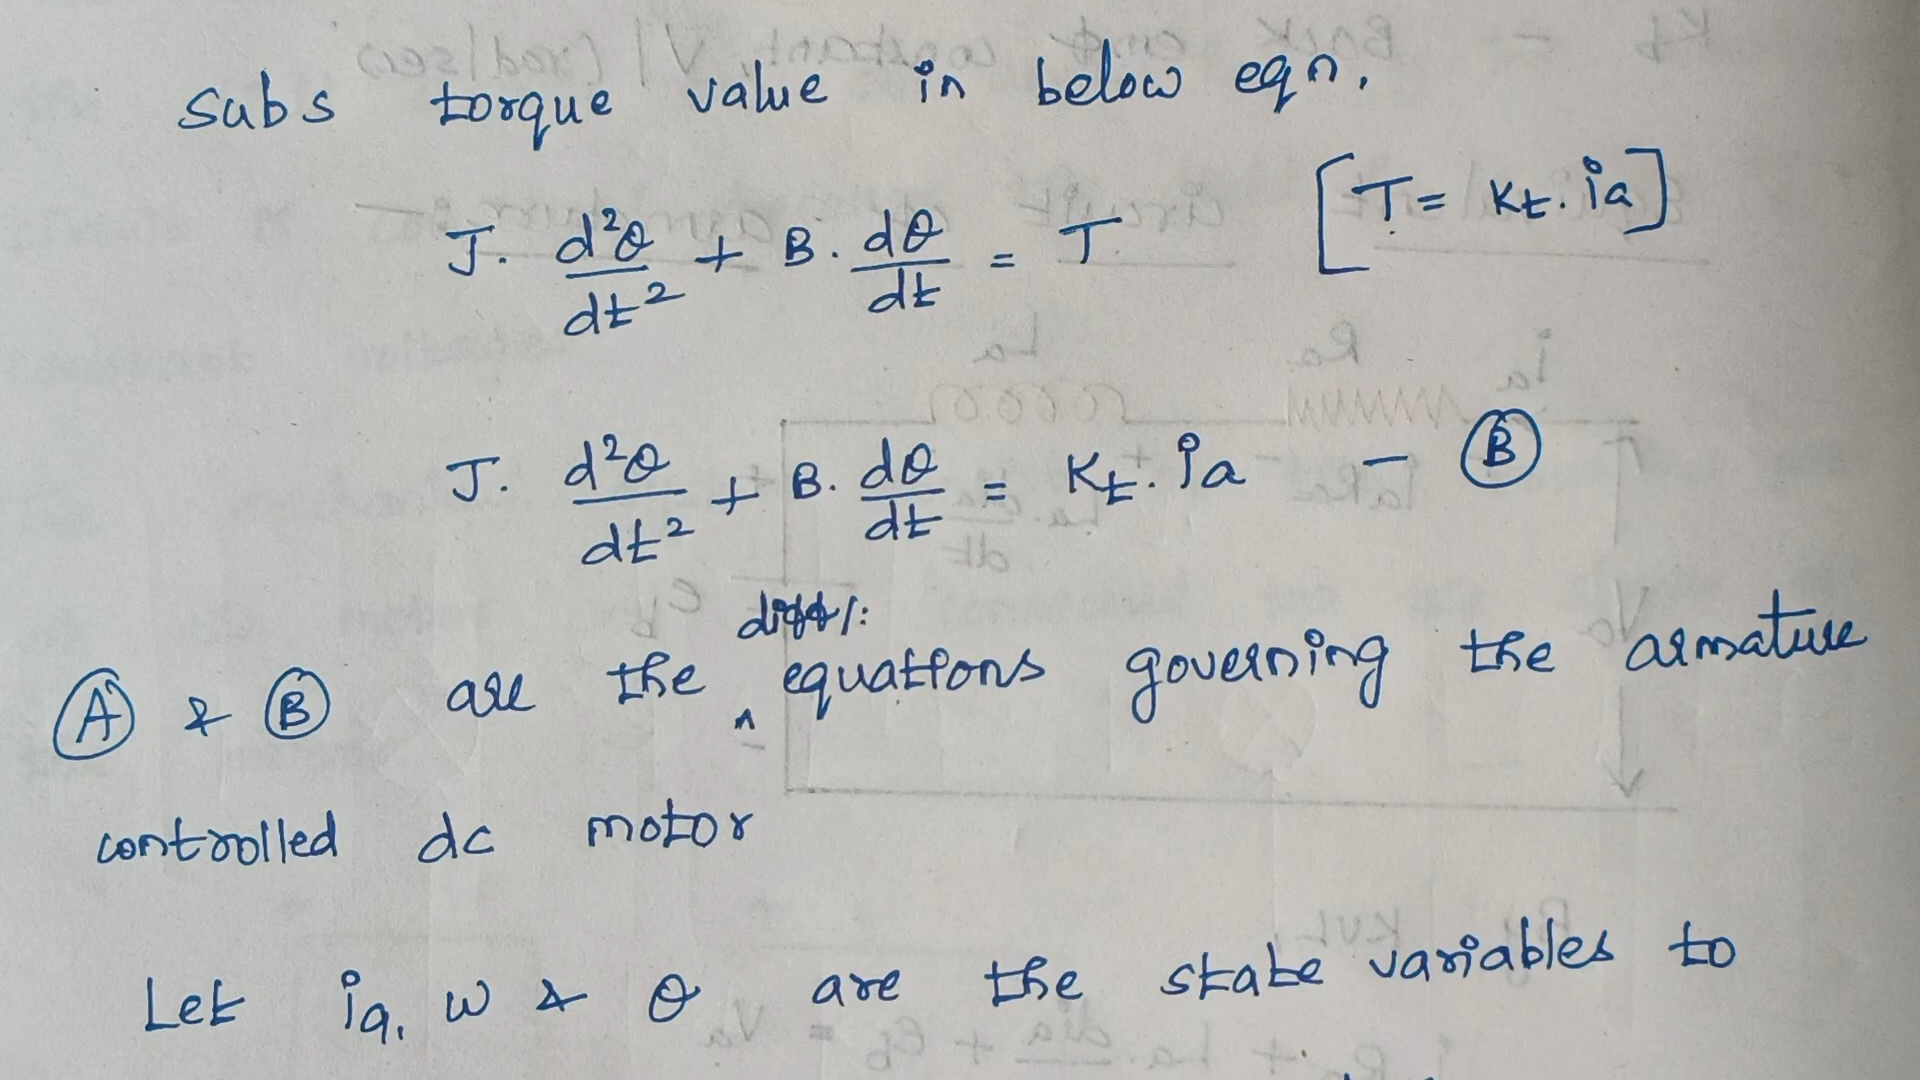 subs torque value in below eqn.
J. d²θ/dt² + B. dθ/dt = T [T = Kt. ia]
J. d²θ/dt² + B. dθ/dt = Kt. ia - (B)
diff/:
(A) & (B) are the ^ equations governing the armature
controlled dc motor
Let ia, w & θ are the state variables to